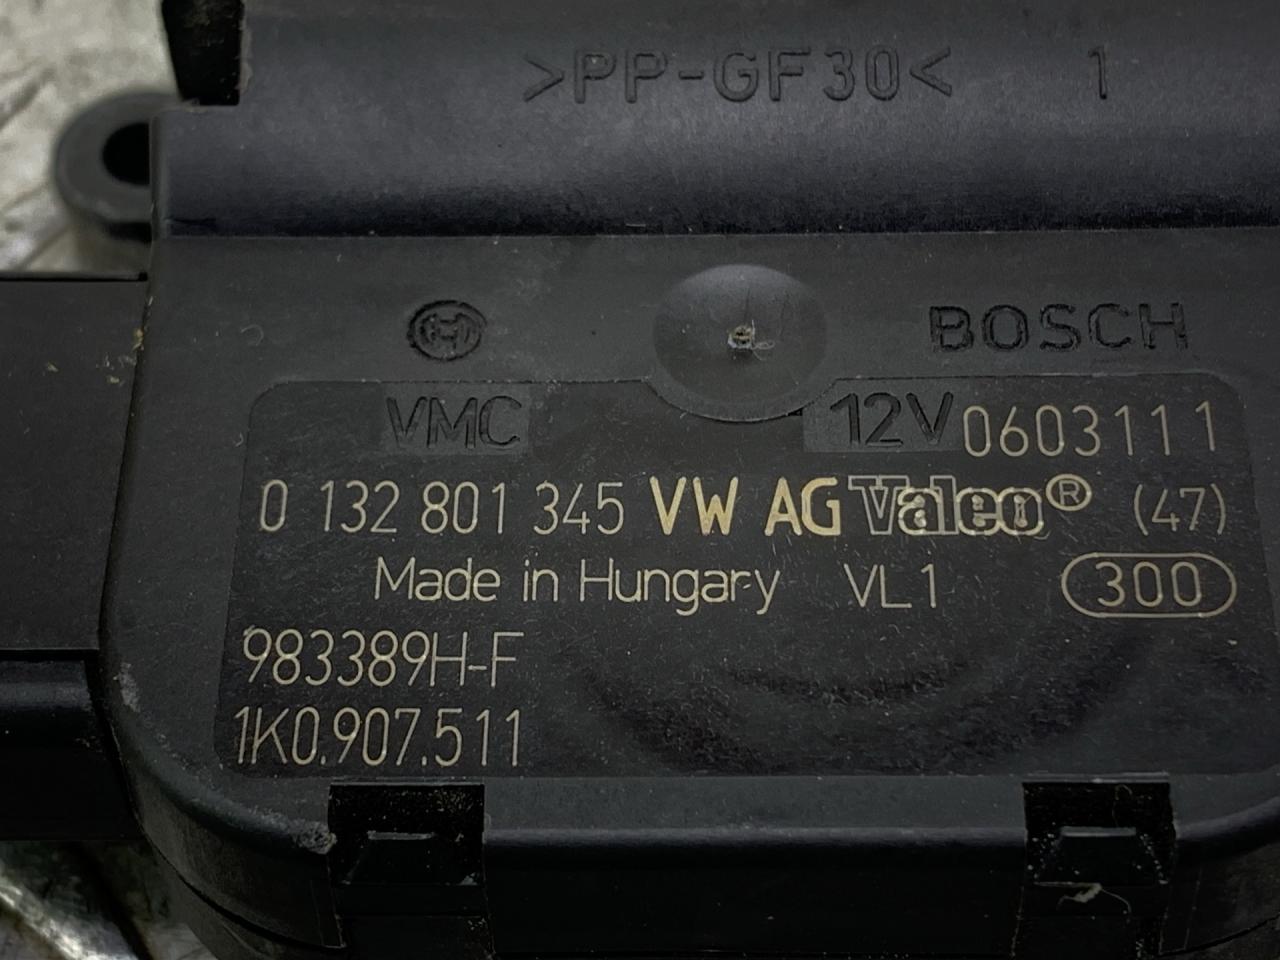 >PP-GF30< 1
BOSCH
VMC 12V 0603111
0 132 801 345 VW AG Valeo® (47)
Made in Hungary VL1 300
983389H-F
1K0.907.511